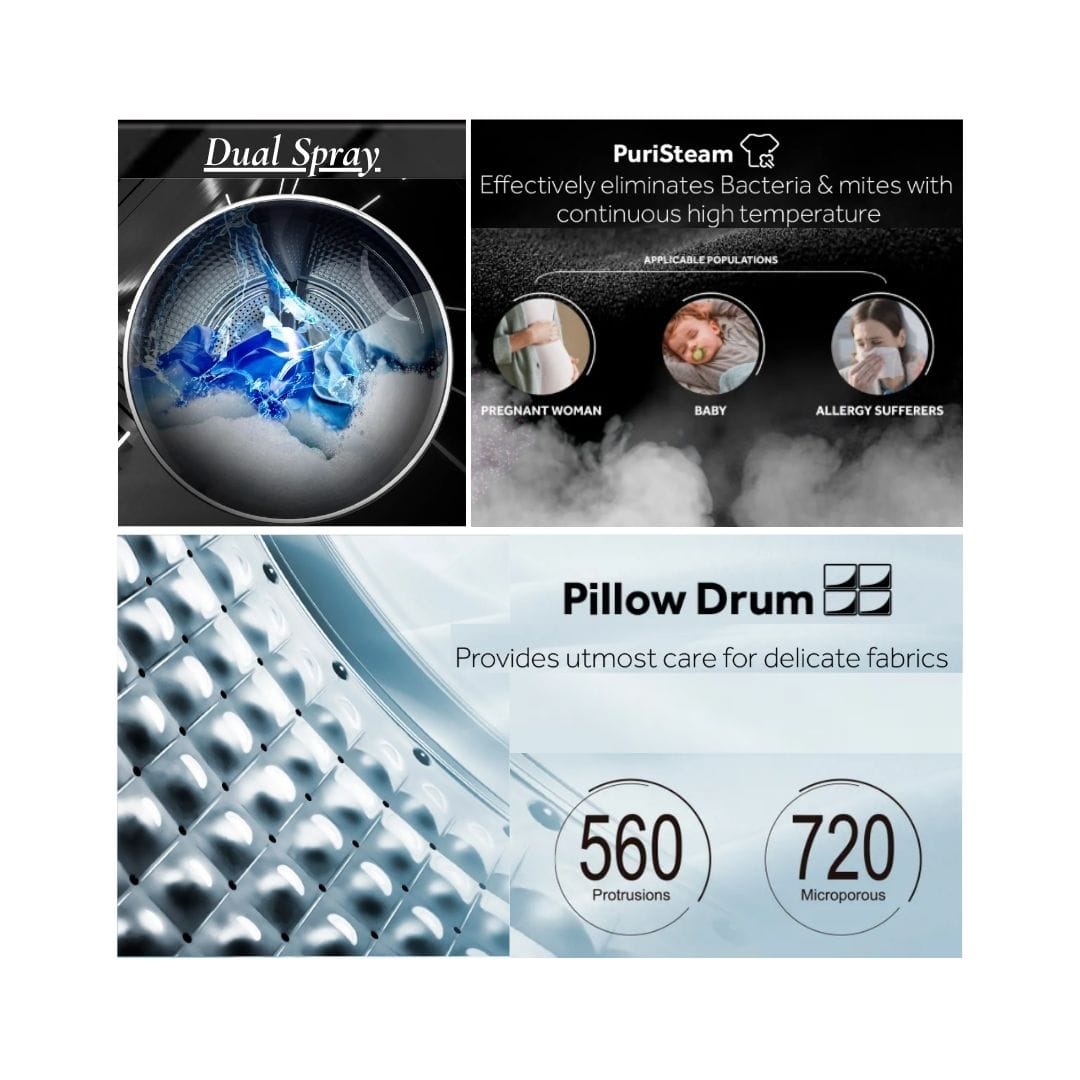 Dual Spray
PuriSteam
Effectively eliminates Bacteria & mites with
continuous high temperature
APPLICABLE POPULATIONS
PREGNANT WOMAN
BABY
ALLERGY SUFFERERS
Pillow Drum
Provides utmost care for delicate fabrics
560
Protrusions
720
Microporous